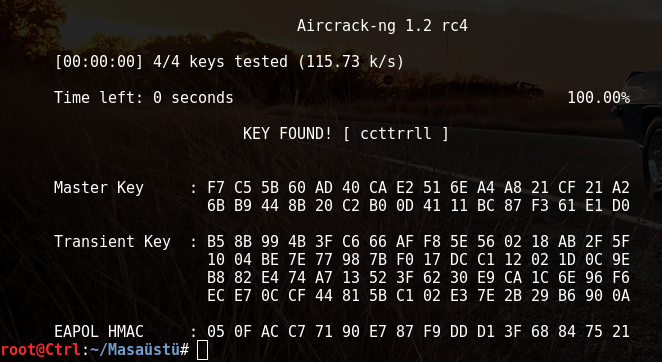 Aircrack-ng 1.2 rc4
[00:00:00] 4/4 keys tested (115.73 k/s)
Time left: 0 seconds 100.00%
KEY FOUND! [ ccttrrll ]
Master Key : F7 C5 5B 60 AD 40 CA E2 51 6E A4 A8 21 CF 21 A2
6B B9 44 8B 20 C2 B0 0D 41 11 BC 87 F3 61 E1 D0
Transient Key : B5 8B 99 4B 3F C6 66 AF F8 5E 56 02 18 AB 2F 5F
10 04 BE 7E 77 98 7B F0 17 DC C1 12 02 1D 0C 9E
B8 82 E4 74 A7 13 52 3F 62 30 E9 CA 1C 6E 96 F6
EC E7 0C CF 44 81 5B C1 02 E3 7E 2B 29 B6 90 0A
EAPOL HMAC : 05 0F AC C7 71 90 E7 87 F9 DD D1 3F 68 84 75 21
root@Ctrl:~/Masaüstü#